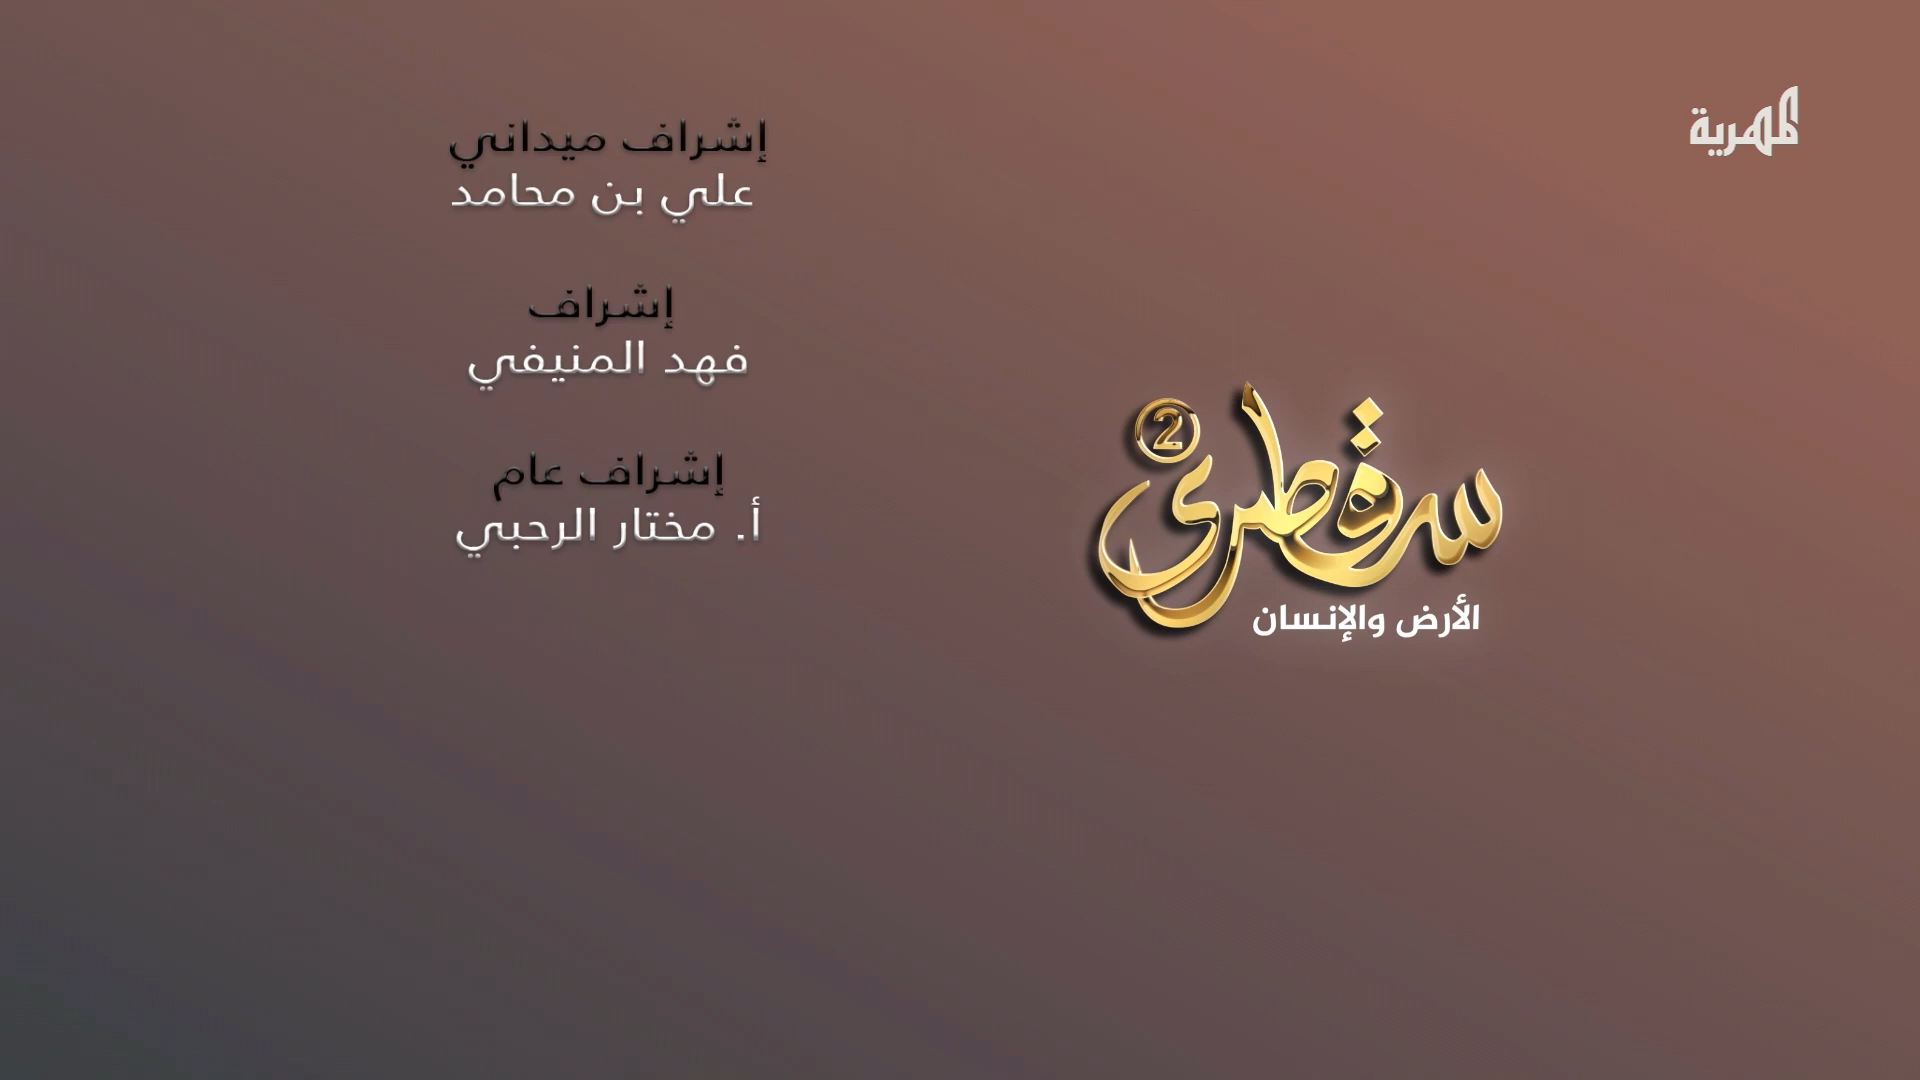 المهرية
إشراف ميداني
علي بن محامد
إشراف
فهد المنيفي
إشراف عام
أ. مختار الرحبي
سقطرى 2
الأرض والإنسان